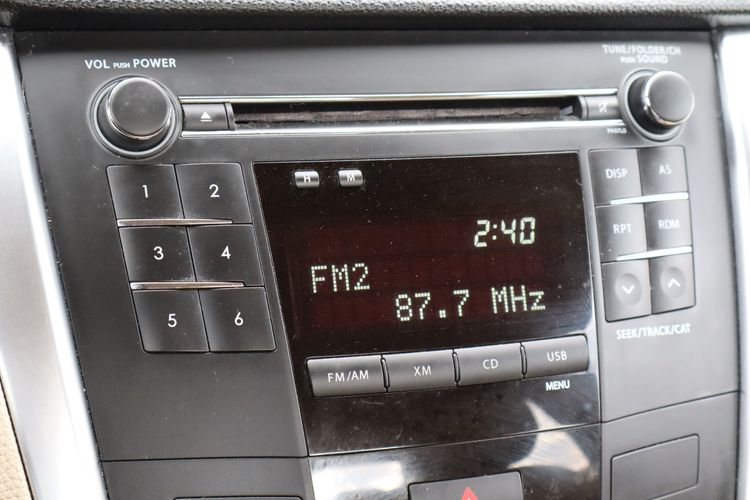 VOL PUSH POWER
TUNE/FOLDER/CH
PUSH SOUND
PA57L0
1 2
3 4
5 6
H M
2:40
FM2
87.7 MHz
DISP AS
RPT RDM
SEEK/TRACK/CAT
FM/AM XM CD USB
MENU